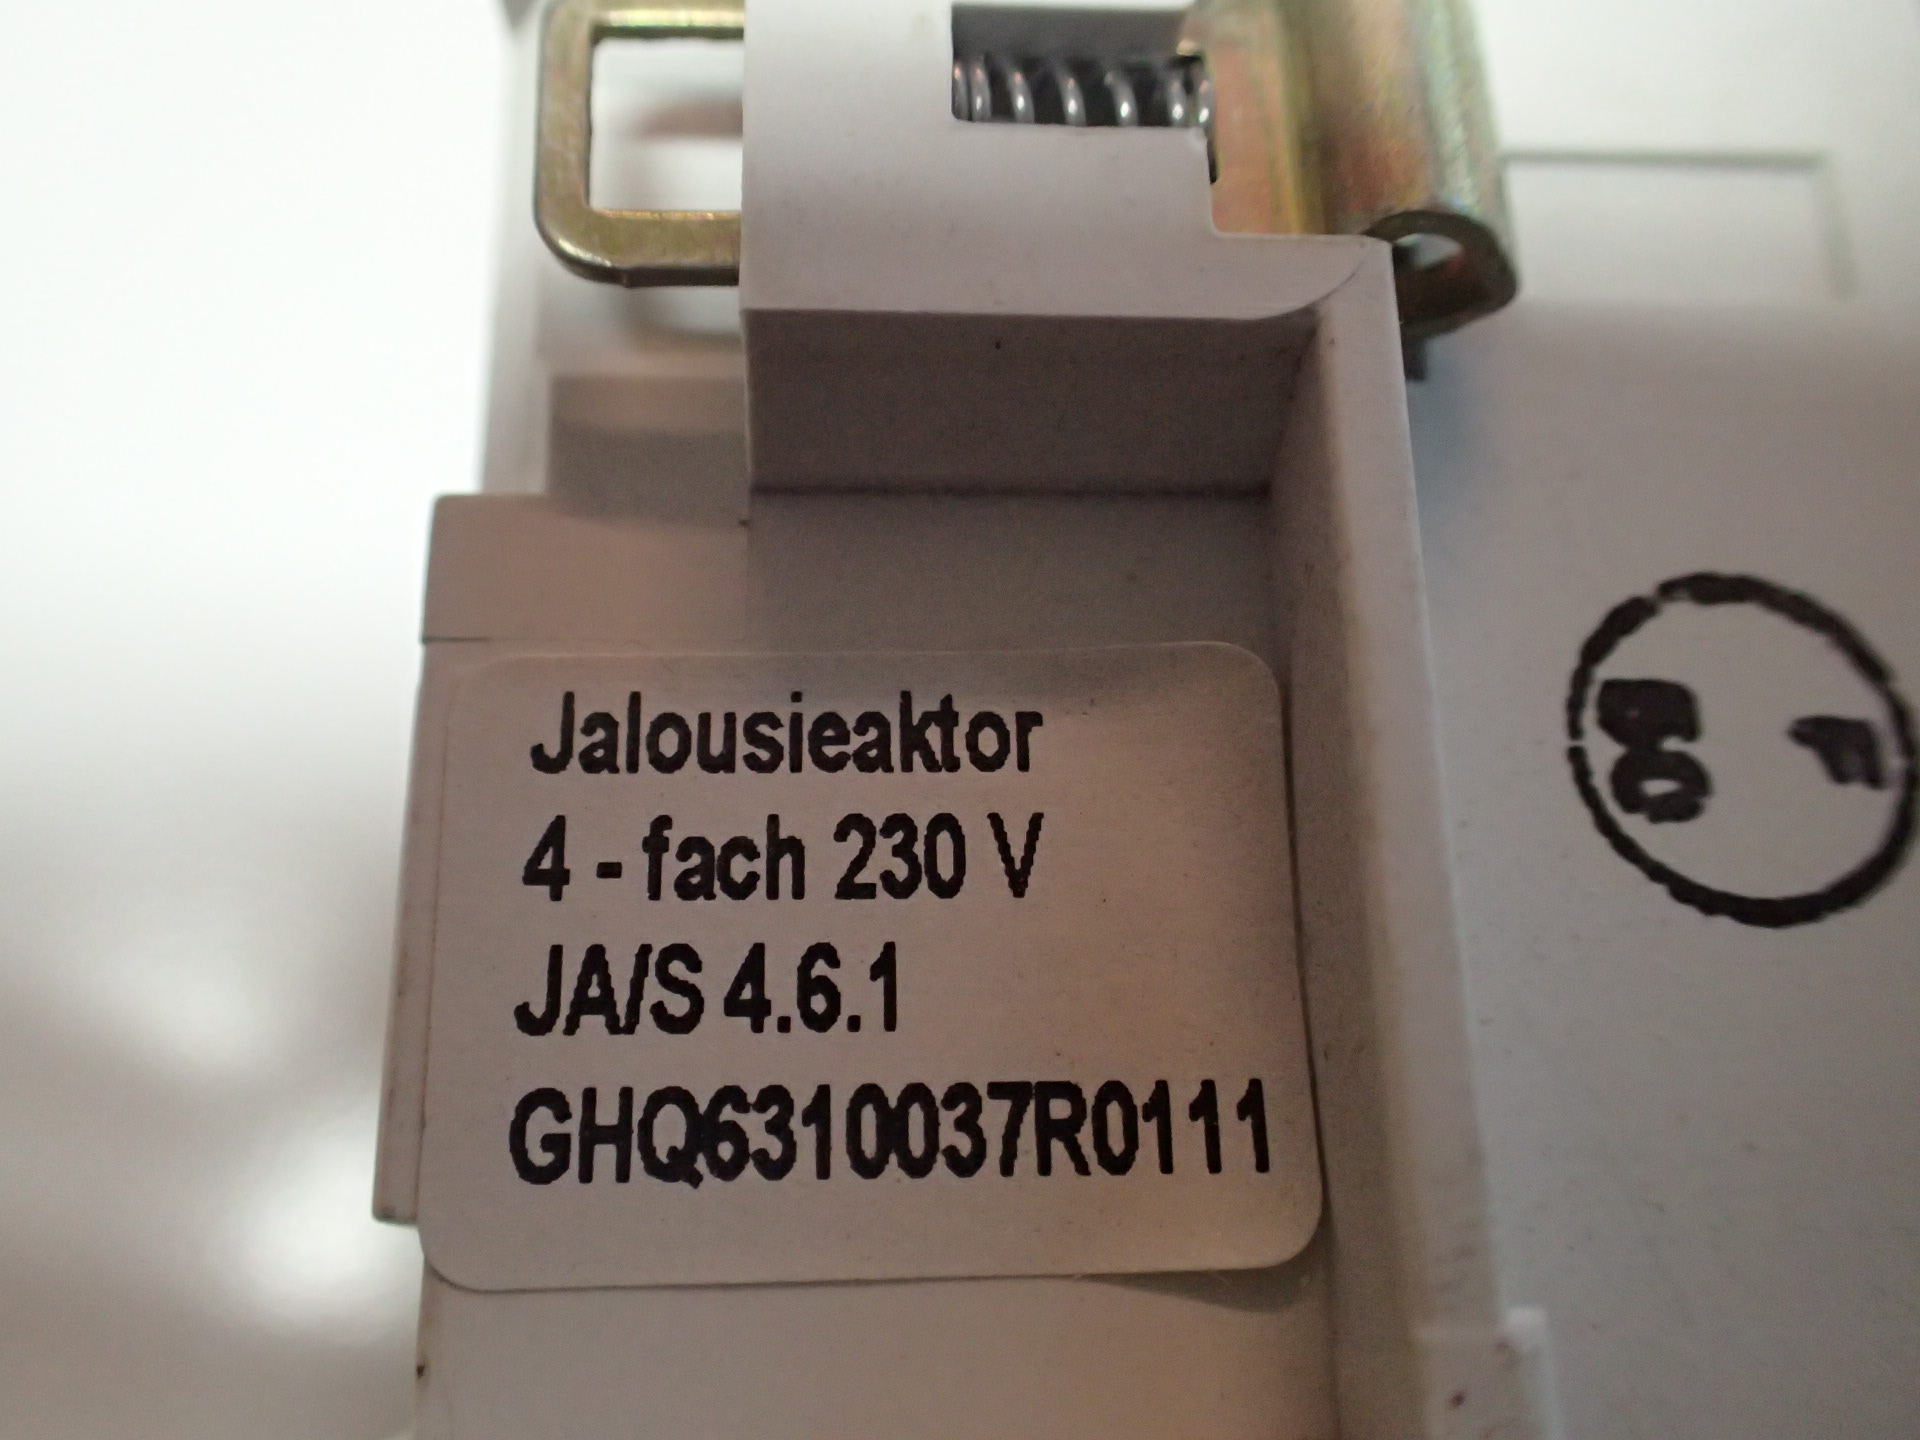 Jalousieaktor
4 - fach 230 V
JA/S 4.6.1
GHQ6310037R0111